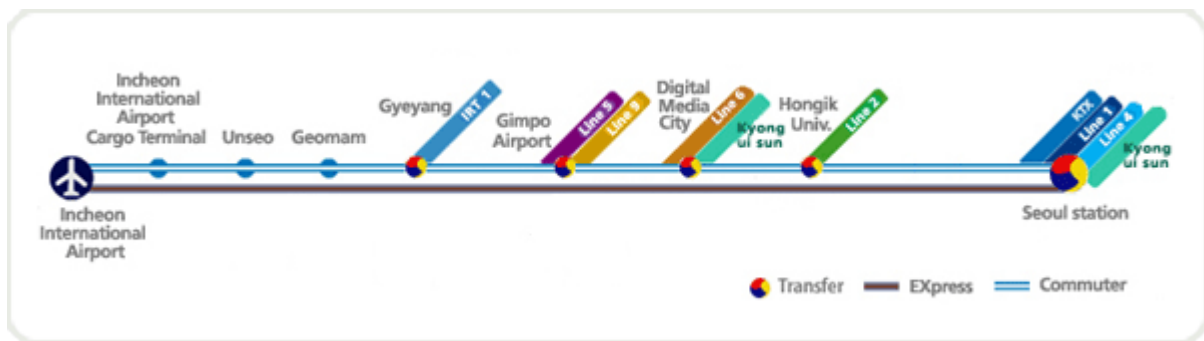 Incheon
International
Airport
Cargo Terminal
Unseo
Geomam
Gyeyang
IRT 1
Gimpo
Airport
Line 5
Line 9
Digital
Media
City
Line 6
Kyong
ui sun
Hongik
Univ.
Line 2
KTX
Line 1
Line 4
Kyong
ui sun
Incheon
International
Airport
Seoul station
Transfer
EXpress
Commuter